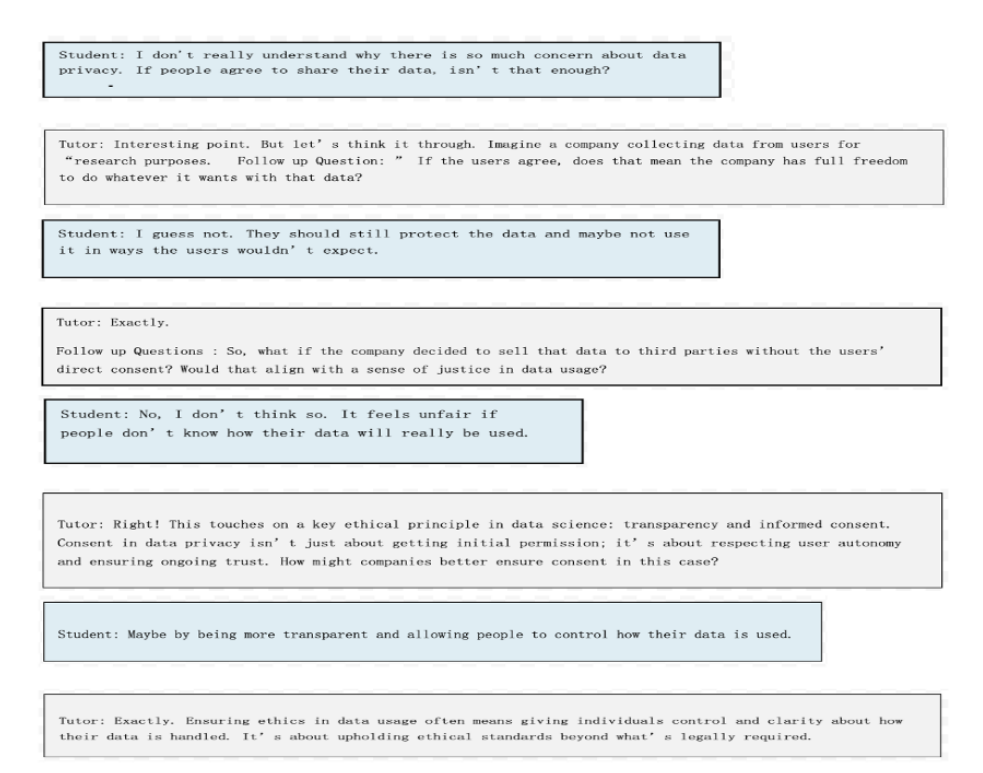 Student: I don't really understand why there is so much concern about data
privacy. If people agree to share their data, isn't that enough?
-
Tutor: Interesting point. But let's think it through. Imagine a company collecting data from users for
“research purposes. Follow up Question: ” If the users agree, does that mean the company has full freedom
to do whatever it wants with that data?
Student: I guess not. They should still protect the data and maybe not use
it in ways the users wouldn't expect.
Tutor: Exactly.
Follow up Questions : So, what if the company decided to sell that data to third parties without the users'
direct consent? Would that align with a sense of justice in data usage?
Student: No, I don't think so. It feels unfair if
people don't know how their data will really be used.
Tutor: Right! This touches on a key ethical principle in data science: transparency and informed consent.
Consent in data privacy isn't just about getting initial permission; it's about respecting user autonomy
and ensuring ongoing trust. How might companies better ensure consent in this case?
Student: Maybe by being more transparent and allowing people to control how their data is used.
Tutor: Exactly. Ensuring ethics in data usage often means giving individuals control and clarity about how
their data is handled. It's about upholding ethical standards beyond what's legally required.